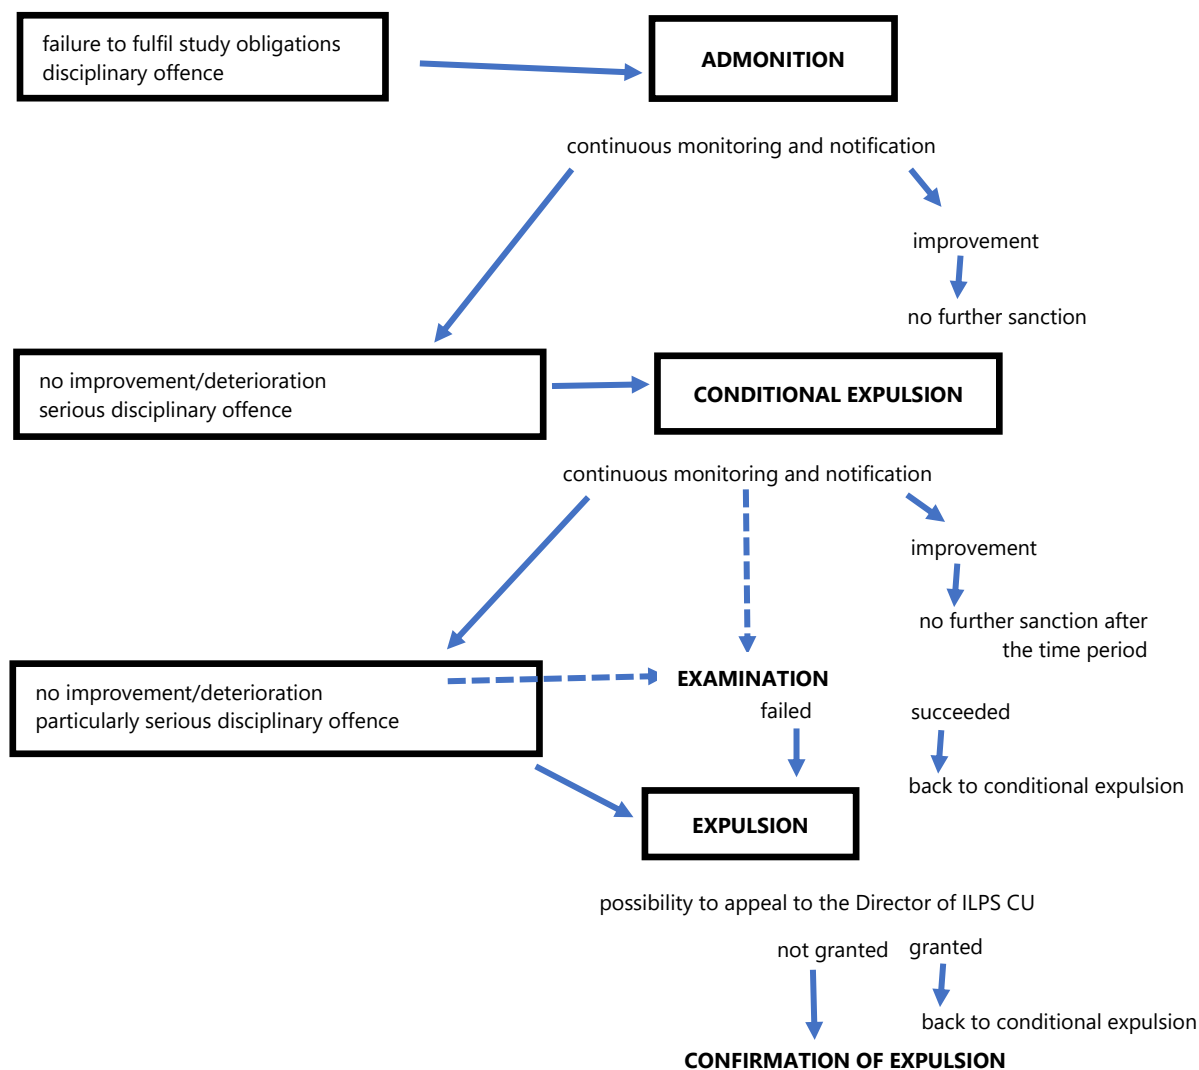 failure to fulfil study obligations
disciplinary offence
ADMONITION
continuous monitoring and notification
improvement
no further sanction
no improvement/deterioration
serious disciplinary offence
CONDITIONAL EXPULSION
continuous monitoring and notification
improvement
no further sanction after
the time period
no improvement/deterioration
particularly serious disciplinary offence
EXAMINATION
failed
succeeded
back to conditional expulsion
EXPULSION
possibility to appeal to the Director of ILPS CU
not granted
granted
back to conditional expulsion
CONFIRMATION OF EXPULSION